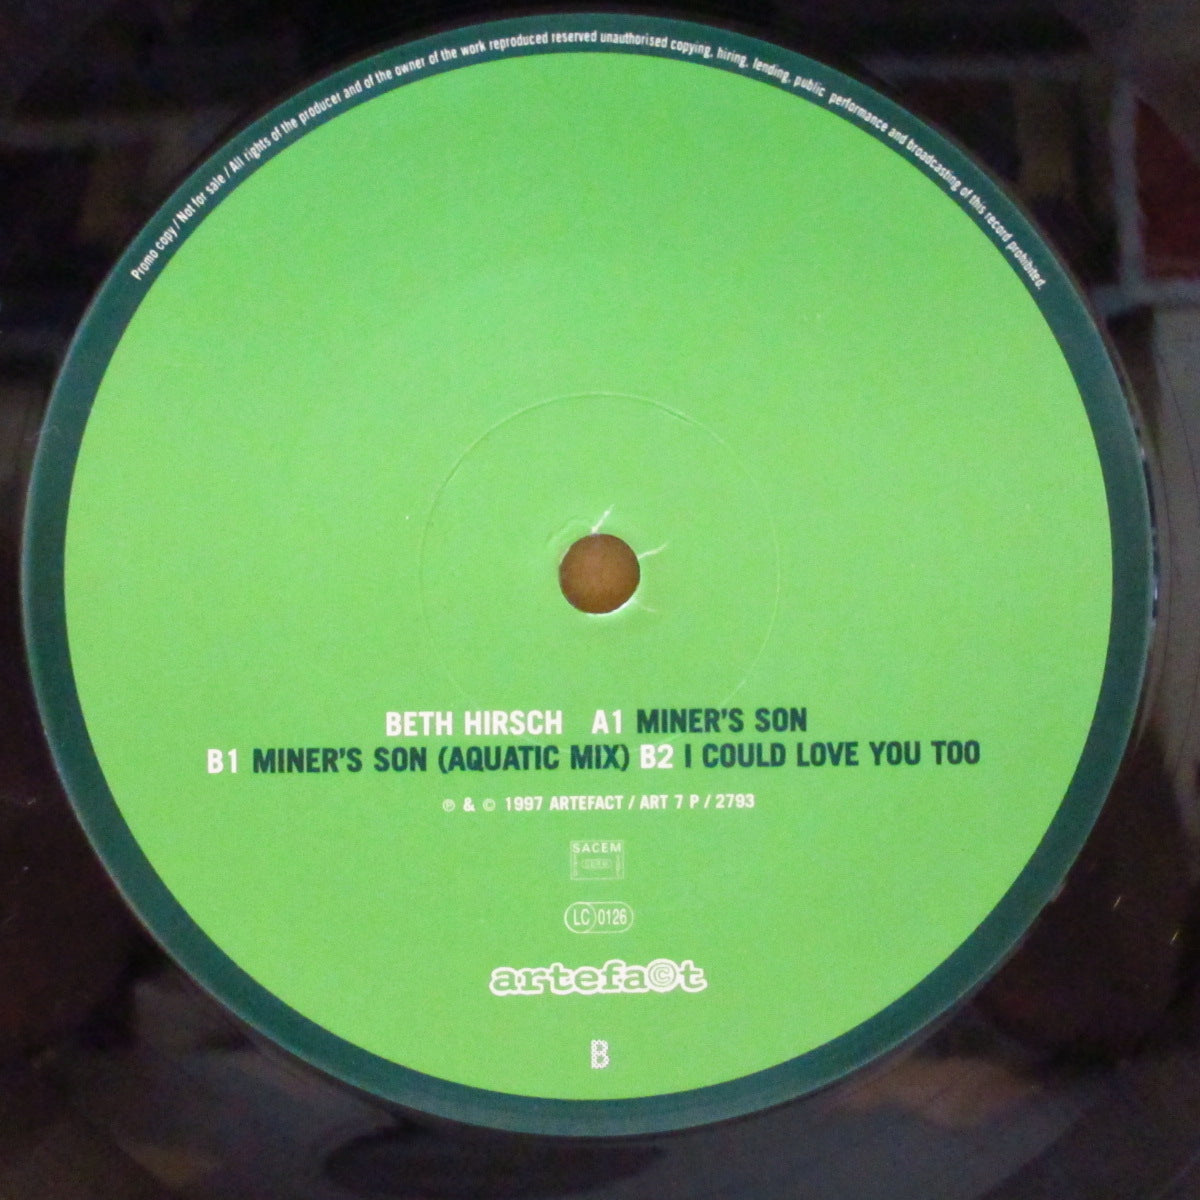 Promo copy / Not for sale / All rights of the producer and of the owner of the work reproduced reserved unauthorised copying, hiring, lending, public performance and broadcasting of this record prohibited.
BETH HIRSCH A1 MINER'S SON
B1 MINER'S SON (AQUATIC MIX) B2 I COULD LOVE YOU TOO
℗ & © 1997 ARTEFACT / ART 7 P / 2793
SACEM
LC 0126
artefa©t
B